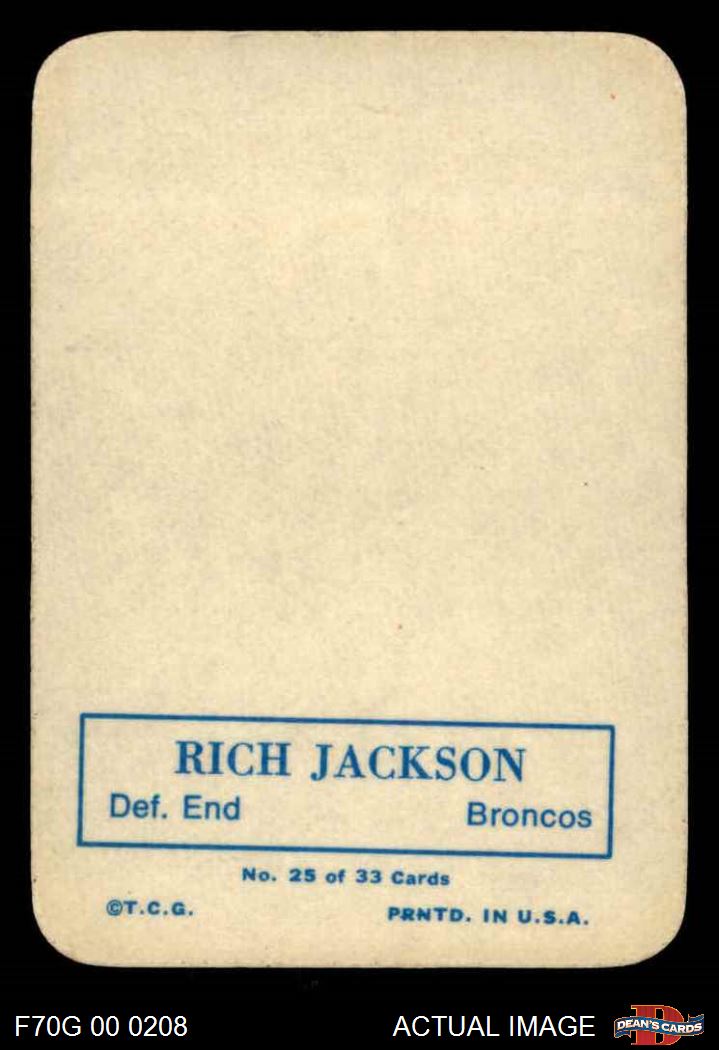 RICH JACKSON
Def. End Broncos
No. 25 of 33 Cards
©T.C.G. PRNTD. IN U.S.A.
F70G 00 0208 ACTUAL IMAGE DEAN'S CARDS